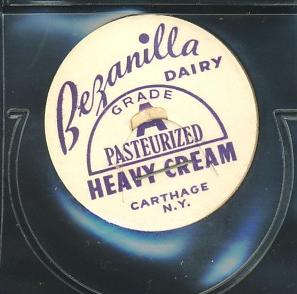 Bezanilla
DAIRY
GRADE
A
PASTEURIZED
HEAVY CREAM
CARTHAGE
N.Y.